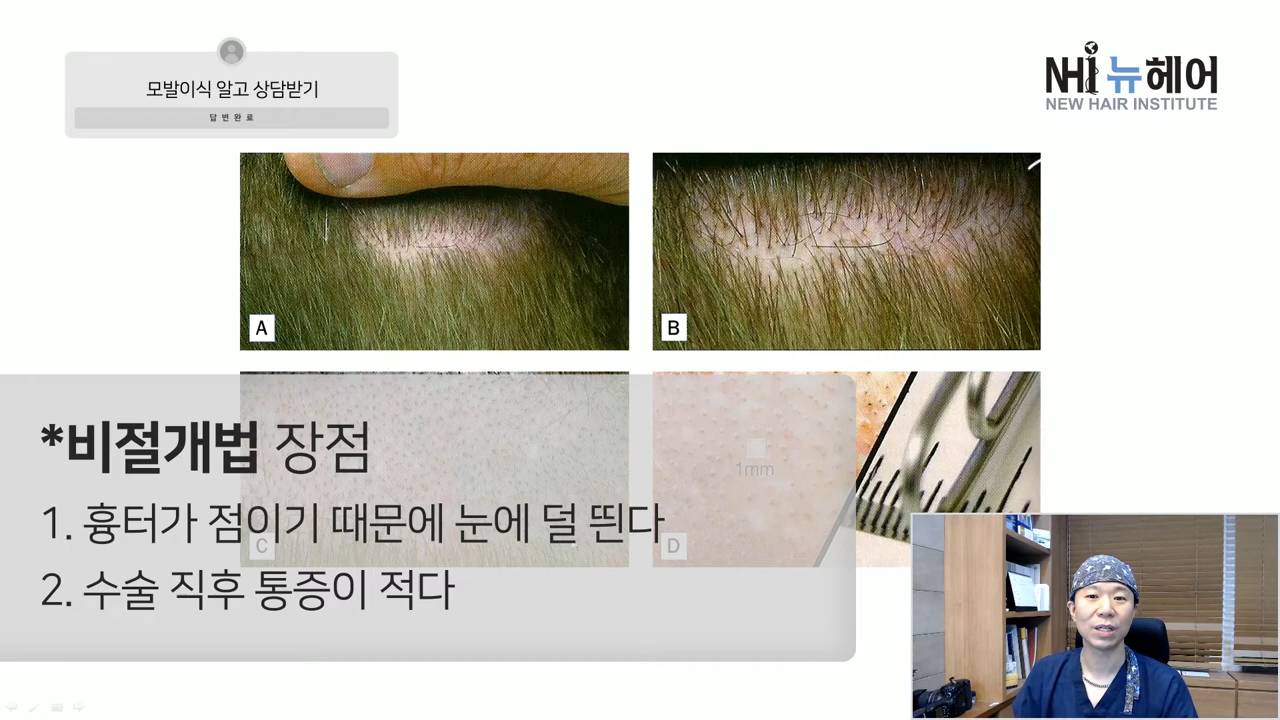 모발이식 알고 상담받기
답변완료
NHI 뉴헤어
NEW HAIR INSTITUTE
A
B
*비절개법 장점
1. 흉터가 점이기 때문에 눈에 덜 띈다
2. 수술 직후 통증이 적다
1mm
C
D